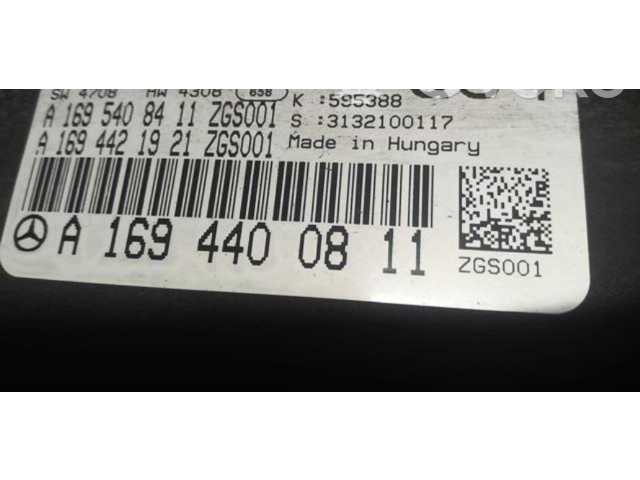 SW 4708 HW 4308 658
K :595388
A 169 540 84 11 ZGS001
S :3132100117
A 169 442 19 21 ZGS001
Made in Hungary
A 169 440 08 11
ZGS001